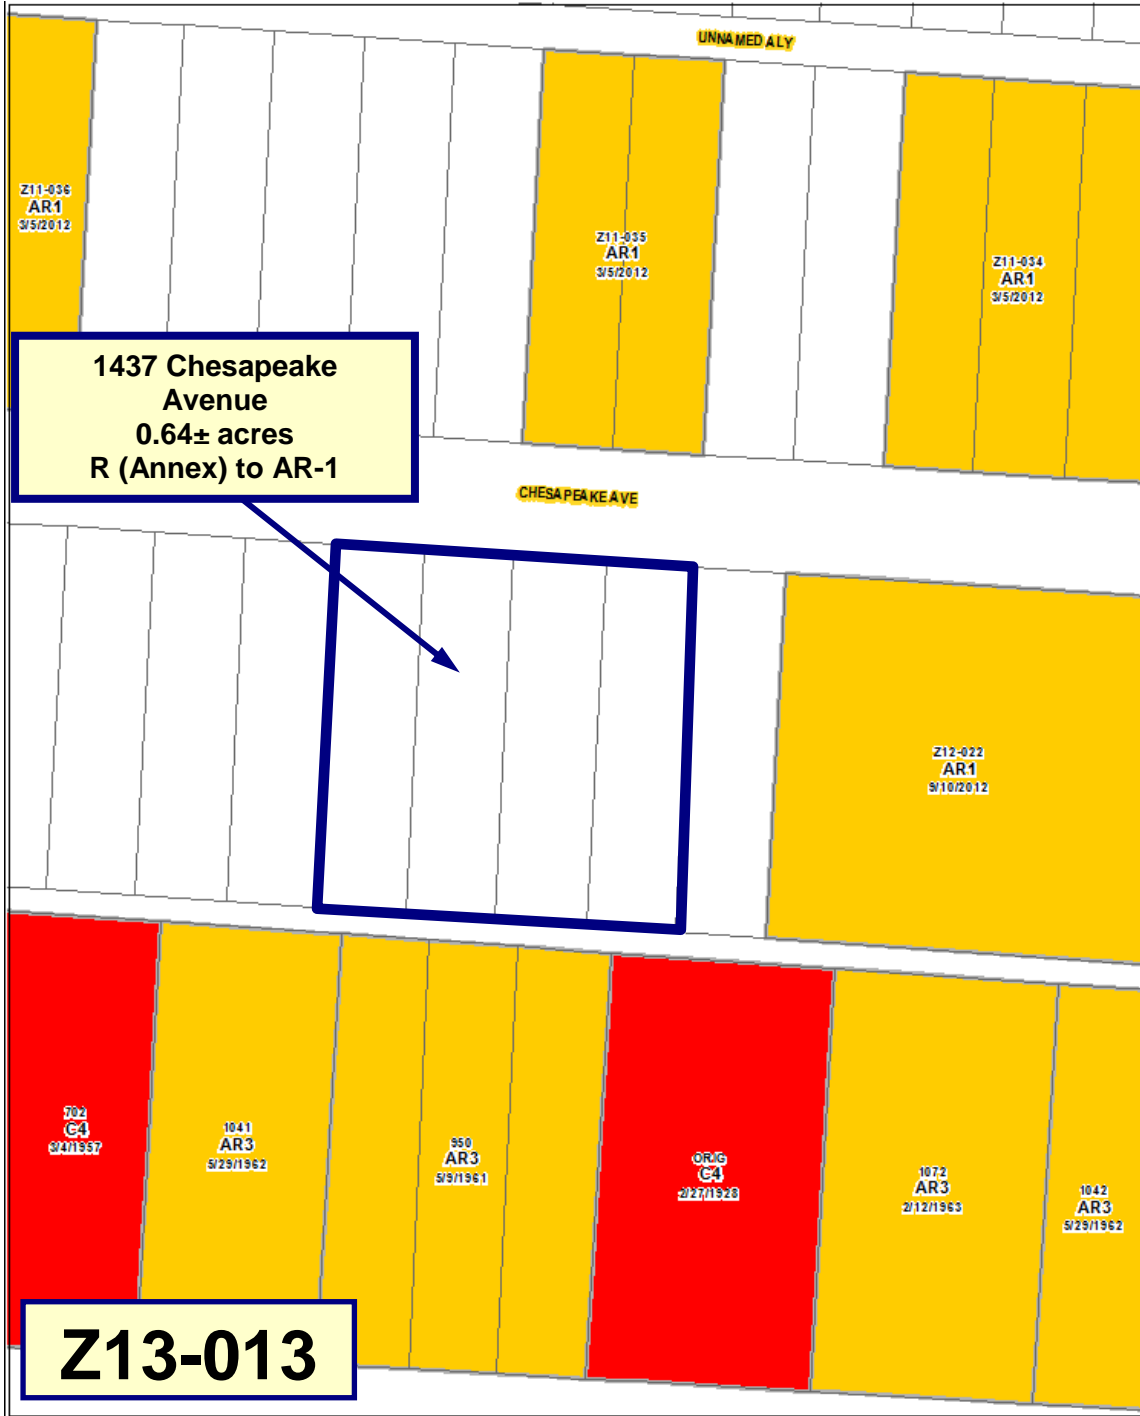 UNNAMED ALY
Z11-036
AR1
3/5/2012
Z11-035
AR1
3/5/2012
Z11-034
AR1
3/5/2012
1437 Chesapeake
Avenue
0.64± acres
R (Annex) to AR-1
CHESAPEAKE AVE
Z12-022
AR1
9/10/2012
702
C4
3/4/1957
1041
AR3
5/29/1962
950
AR3
5/9/1961
ORIG
C4
2/27/1928
1072
AR3
2/12/1963
1042
AR3
5/29/1962
Z13-013